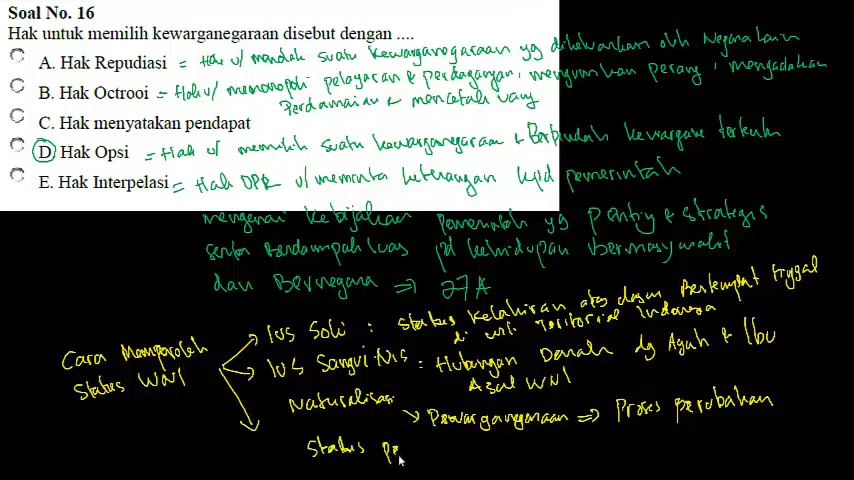 Soal No. 16
Hak untuk memilih kewarganegaraan disebut dengan ....
A. Hak Repudiasi = Hak u/ menolak suatu kewarganegaraan yg ditawarkan oleh Negara Lain
B. Hak Octrooi = Hak u/ memonopoli pelayaran & perdagangan, mengumumkan perang, mengadakan
Perdamaian & mencetak uang
C. Hak menyatakan pendapat
D Hak Opsi = Hak u/ memilih suatu kewarganegaraan & Berpindah kewargaan
E. Hak Interpelasi = Hak DPR u/ meminta keterangan kpd pemerintah
mengenai kebijakan pemerintah yg penting & strategis
serta berdampak luas pd kehidupan bermasyarakat
dan Bernegara ⇒ 27A
Cara Memperoleh
Status WNI
Ius Soli : Status Kelahiran atas dasar Bertempat tinggal
di Teritorial Indonesia
Ius Sanguinis : Hubungan Darah dg Ayah & Ibu
Asal WNI
Naturalisasi
Pewarganegaraan ⇒ Proses perubahan
Status pe